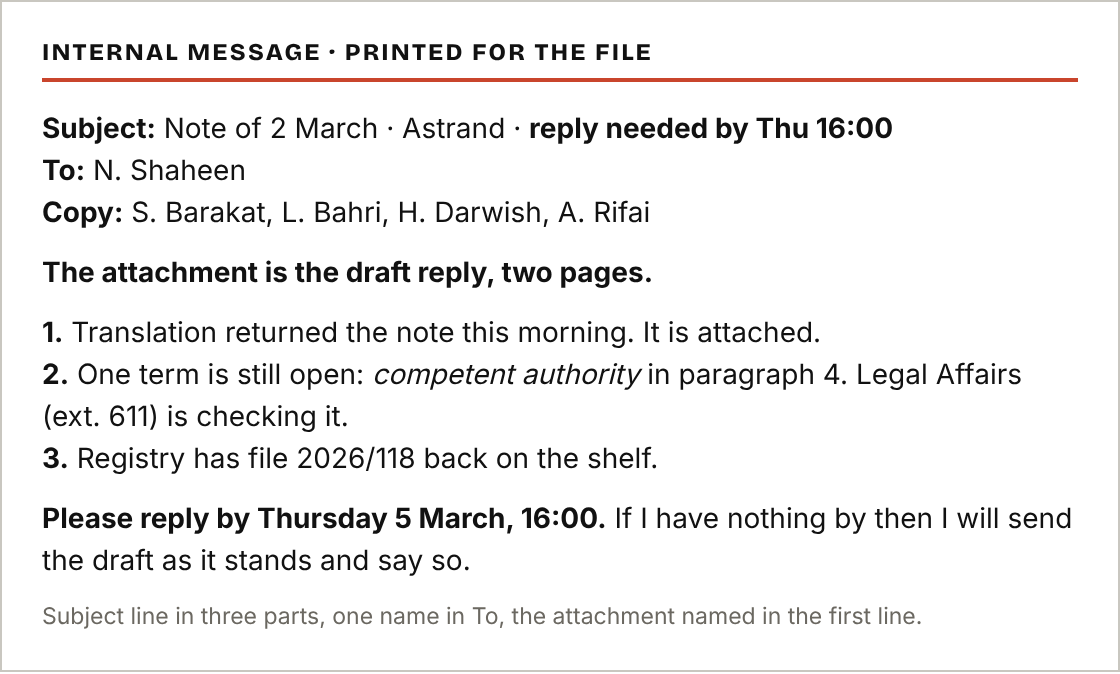 INTERNAL MESSAGE · PRINTED FOR THE FILE
Subject: Note of 2 March · Astrand · reply needed by Thu 16:00
To: N. Shaheen
Copy: S. Barakat, L. Bahri, H. Darwish, A. Rifai
The attachment is the draft reply, two pages.
1. Translation returned the note this morning. It is attached.
2. One term is still open: competent authority in paragraph 4. Legal Affairs
(ext. 611) is checking it.
3. Registry has file 2026/118 back on the shelf.
Please reply by Thursday 5 March, 16:00. If I have nothing by then I will send
the draft as it stands and say so.
Subject line in three parts, one name in To, the attachment named in the first line.